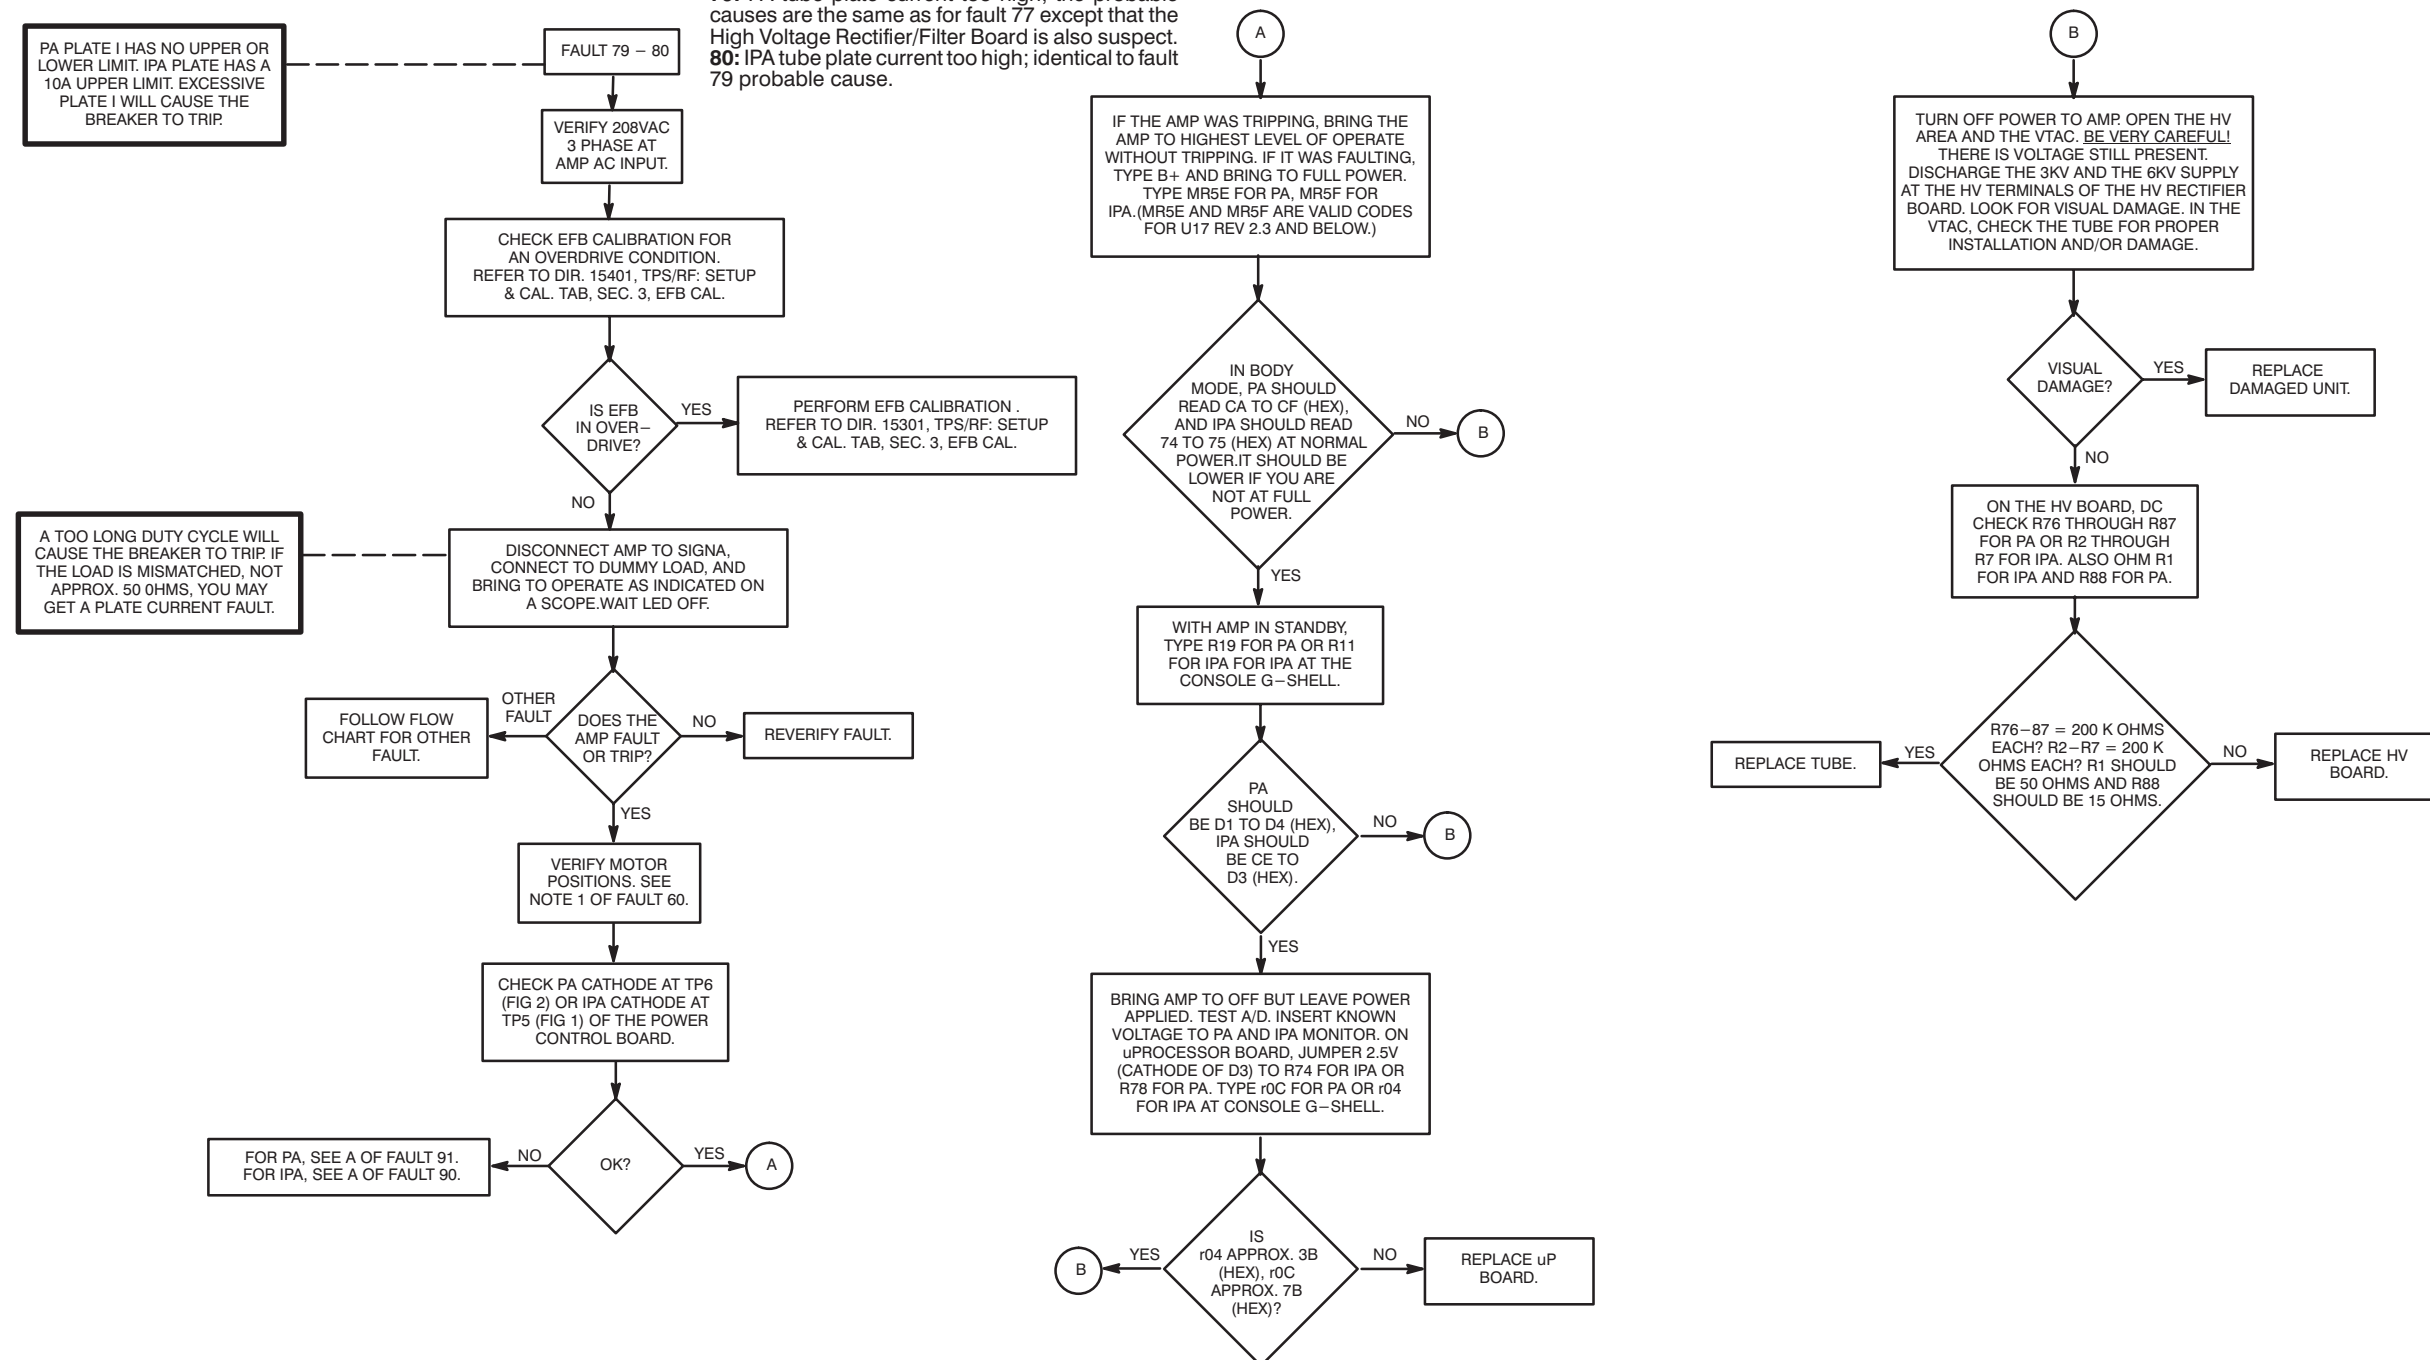 causes are the same as for fault 77 except that the
High Voltage Rectifier/Filter Board is also suspect.
80: IPA tube plate current too high; identical to fault
79 probable cause.
PA PLATE I HAS NO UPPER OR
LOWER LIMIT. IPA PLATE HAS A
10A UPPER LIMIT. EXCESSIVE
PLATE I WILL CAUSE THE
BREAKER TO TRIP.
FAULT 79 – 80
VERIFY 208VAC
3 PHASE AT
AMP AC INPUT.
CHECK EFB CALIBRATION FOR
AN OVERDRIVE CONDITION.
REFER TO DIR. 15401, TPS/RF: SETUP
& CAL. TAB, SEC. 3, EFB CAL.
IS EFB
IN OVER–
DRIVE?
YES
PERFORM EFB CALIBRATION .
REFER TO DIR. 15301, TPS/RF: SETUP
& CAL. TAB, SEC. 3, EFB CAL.
NO
A TOO LONG DUTY CYCLE WILL
CAUSE THE BREAKER TO TRIP. IF
THE LOAD IS MISMATCHED, NOT
APPROX. 50 0HMS, YOU MAY
GET A PLATE CURRENT FAULT.
DISCONNECT AMP TO SIGNA,
CONNECT TO DUMMY LOAD, AND
BRING TO OPERATE AS INDICATED ON
A SCOPE.WAIT LED OFF.
DOES THE
AMP FAULT
OR TRIP?
OTHER
FAULT
FOLLOW FLOW
CHART FOR OTHER
FAULT.
NO
REVERIFY FAULT.
YES
VERIFY MOTOR
POSITIONS. SEE
NOTE 1 OF FAULT 60.
CHECK PA CATHODE AT TP6
(FIG 2) OR IPA CATHODE AT
TP5 (FIG 1) OF THE POWER
CONTROL BOARD.
OK?
NO
FOR PA, SEE A OF FAULT 91.
FOR IPA, SEE A OF FAULT 90.
YES
A
A
IF THE AMP WAS TRIPPING, BRING THE
AMP TO HIGHEST LEVEL OF OPERATE
WITHOUT TRIPPING. IF IT WAS FAULTING,
TYPE B+ AND BRING TO FULL POWER.
TYPE MR5E FOR PA, MR5F FOR
IPA.(MR5E AND MR5F ARE VALID CODES
FOR U17 REV 2.3 AND BELOW.)
IN BODY
MODE, PA SHOULD
READ CA TO CF (HEX),
AND IPA SHOULD READ
74 TO 75 (HEX) AT NORMAL
POWER.IT SHOULD BE
LOWER IF YOU ARE
NOT AT FULL
POWER.
NO
B
YES
WITH AMP IN STANDBY,
TYPE R19 FOR PA OR R11
FOR IPA FOR IPA AT THE
CONSOLE G–SHELL.
PA
SHOULD
BE D1 TO D4 (HEX),
IPA SHOULD
BE CE TO
D3 (HEX).
NO
B
YES
BRING AMP TO OFF BUT LEAVE POWER
APPLIED. TEST A/D. INSERT KNOWN
VOLTAGE TO PA AND IPA MONITOR. ON
uPROCESSOR BOARD, JUMPER 2.5V
(CATHODE OF D3) TO R74 FOR IPA OR
R78 FOR PA. TYPE r0C FOR PA OR r04
FOR IPA AT CONSOLE G–SHELL.
IS
r04 APPROX. 3B
(HEX), r0C
APPROX. 7B
(HEX)?
YES
B
NO
REPLACE uP
BOARD.
B
TURN OFF POWER TO AMP. OPEN THE HV
AREA AND THE VTAC. BE VERY CAREFUL!
THERE IS VOLTAGE STILL PRESENT.
DISCHARGE THE 3KV AND THE 6KV SUPPLY
AT THE HV TERMINALS OF THE HV RECTIFIER
BOARD. LOOK FOR VISUAL DAMAGE. IN THE
VTAC, CHECK THE TUBE FOR PROPER
INSTALLATION AND/OR DAMAGE.
VISUAL
DAMAGE?
YES
REPLACE
DAMAGED UNIT.
NO
ON THE HV BOARD, DC
CHECK R76 THROUGH R87
FOR PA OR R2 THROUGH
R7 FOR IPA. ALSO OHM R1
FOR IPA AND R88 FOR PA.
R76–87 = 200 K OHMS
EACH? R2–R7 = 200 K
OHMS EACH? R1 SHOULD
BE 50 OHMS AND R88
SHOULD BE 15 OHMS.
YES
REPLACE TUBE.
NO
REPLACE HV
BOARD.